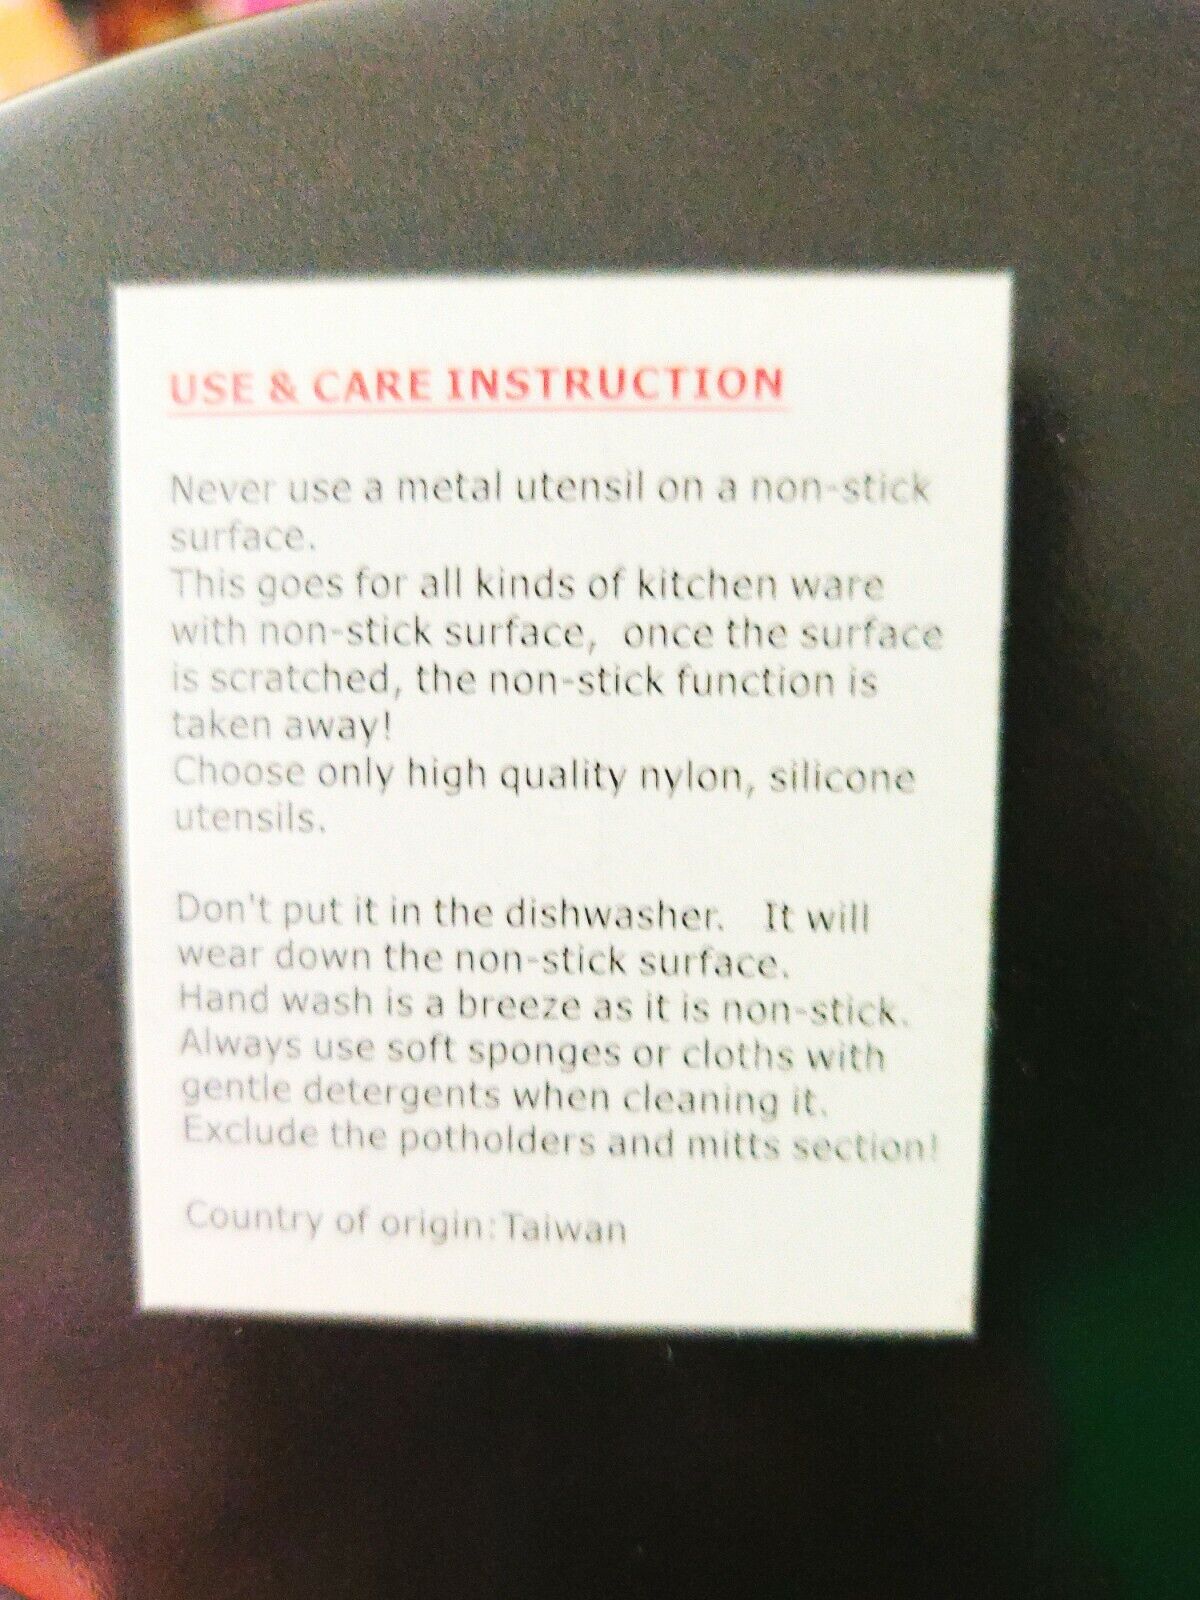 USE & CARE INSTRUCTION
Never use a metal utensil on a non-stick
surface.
This goes for all kinds of kitchen ware
with non-stick surface, once the surface
is scratched, the non-stick function is
taken away!
Choose only high quality nylon, silicone
utensils.
Don't put it in the dishwasher. It will
wear down the non-stick surface.
Hand wash is a breeze as it is non-stick.
Always use soft sponges or cloths with
gentle detergents when cleaning it.
Exclude the potholders and mitts section!
Country of origin:Taiwan